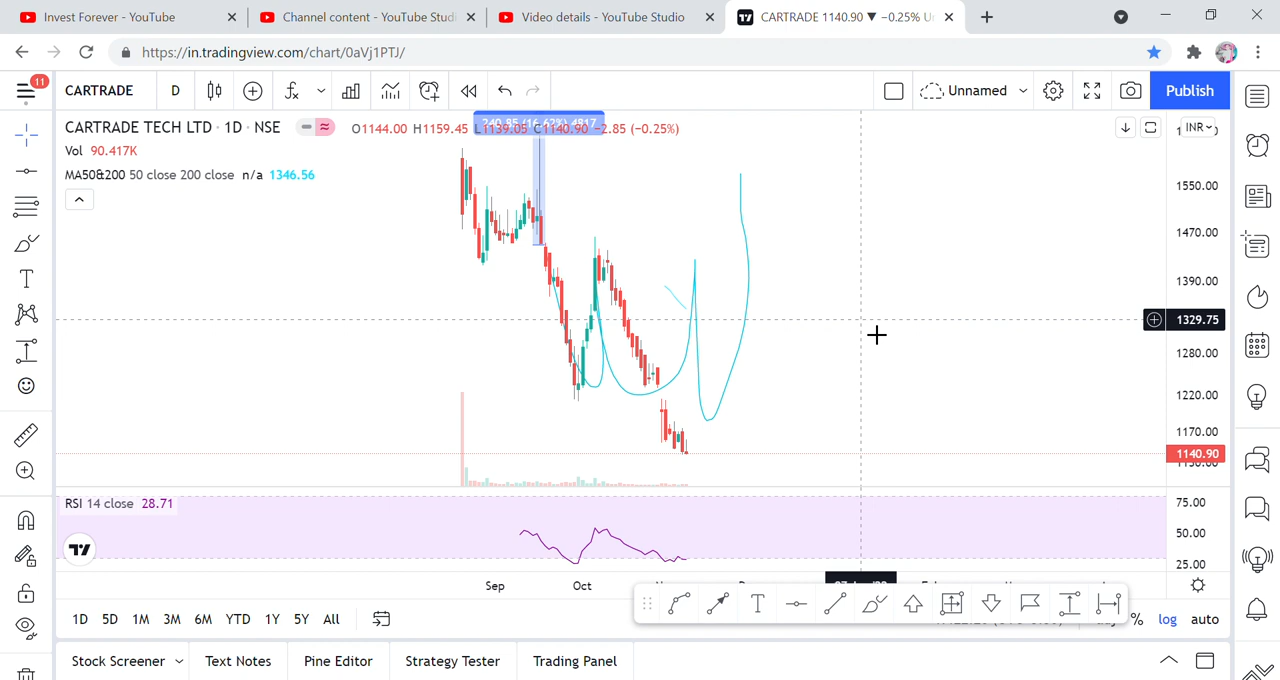 Invest Forever - YouTube
Channel content - YouTube Studi
Video details - YouTube Studio
CARTRADE 1140.90 ▼ −0.25% Un
https://in.tradingview.com/chart/0aVj1PTJ/
11
CARTRADE D
Unnamed
Publish
CARTRADE TECH LTD · 1D · NSE
O1144.00 H1159.45 L1139.05 C1140.90 −2.85 (−0.25%)
INR
Vol 90.417K
MA50&200 50 close 200 close n/a 1346.56
1550.00
1470.00
1390.00
1329.75
1280.00
1220.00
1170.00
1140.90
RSI 14 close 28.71
75.00
50.00
25.00
Sep Oct
1D 5D 1M 3M 6M YTD 1Y 5Y All
% log auto
Stock Screener Text Notes Pine Editor Strategy Tester Trading Panel